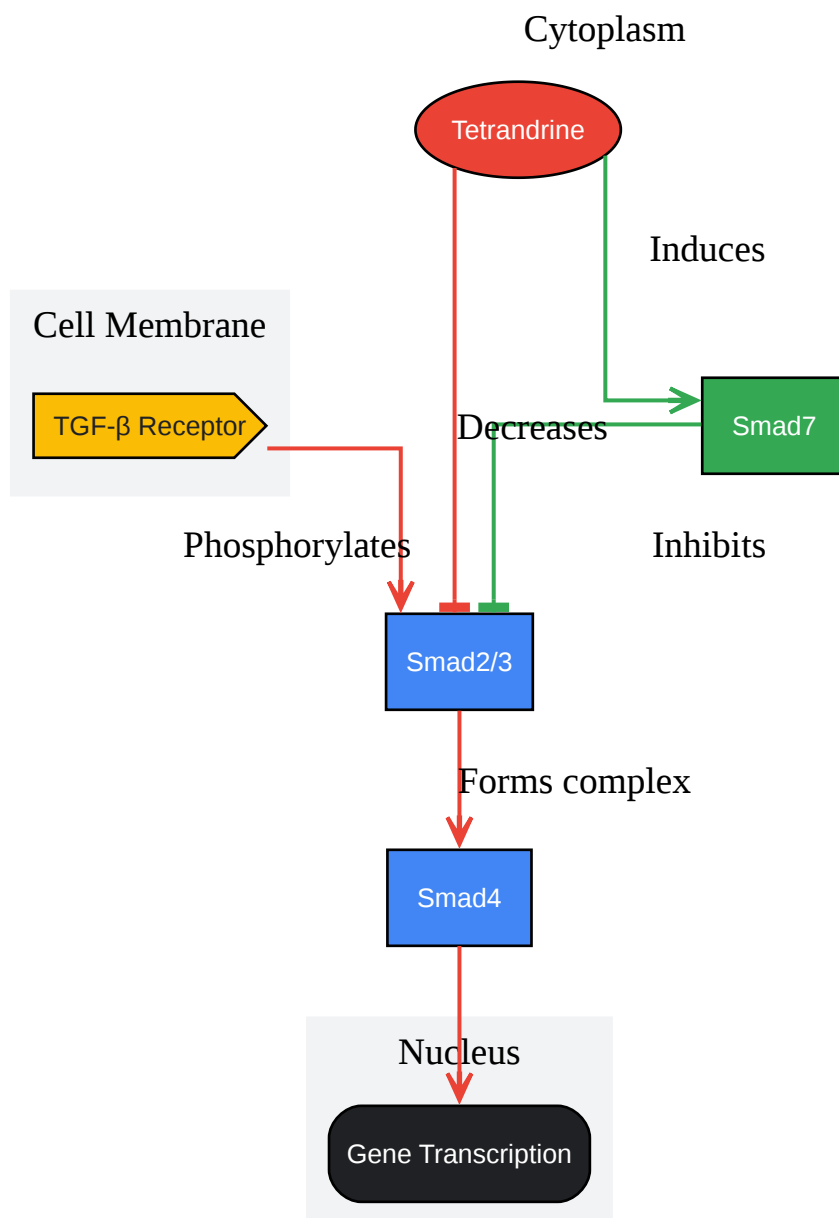 Cytoplasm
Tetrandrine
Induces
Cell Membrane
TGF-β Receptor
Decreases
Smad7
Phosphorylates
Inhibits
Smad2/3
Forms complex
Smad4
Nucleus
Gene Transcription